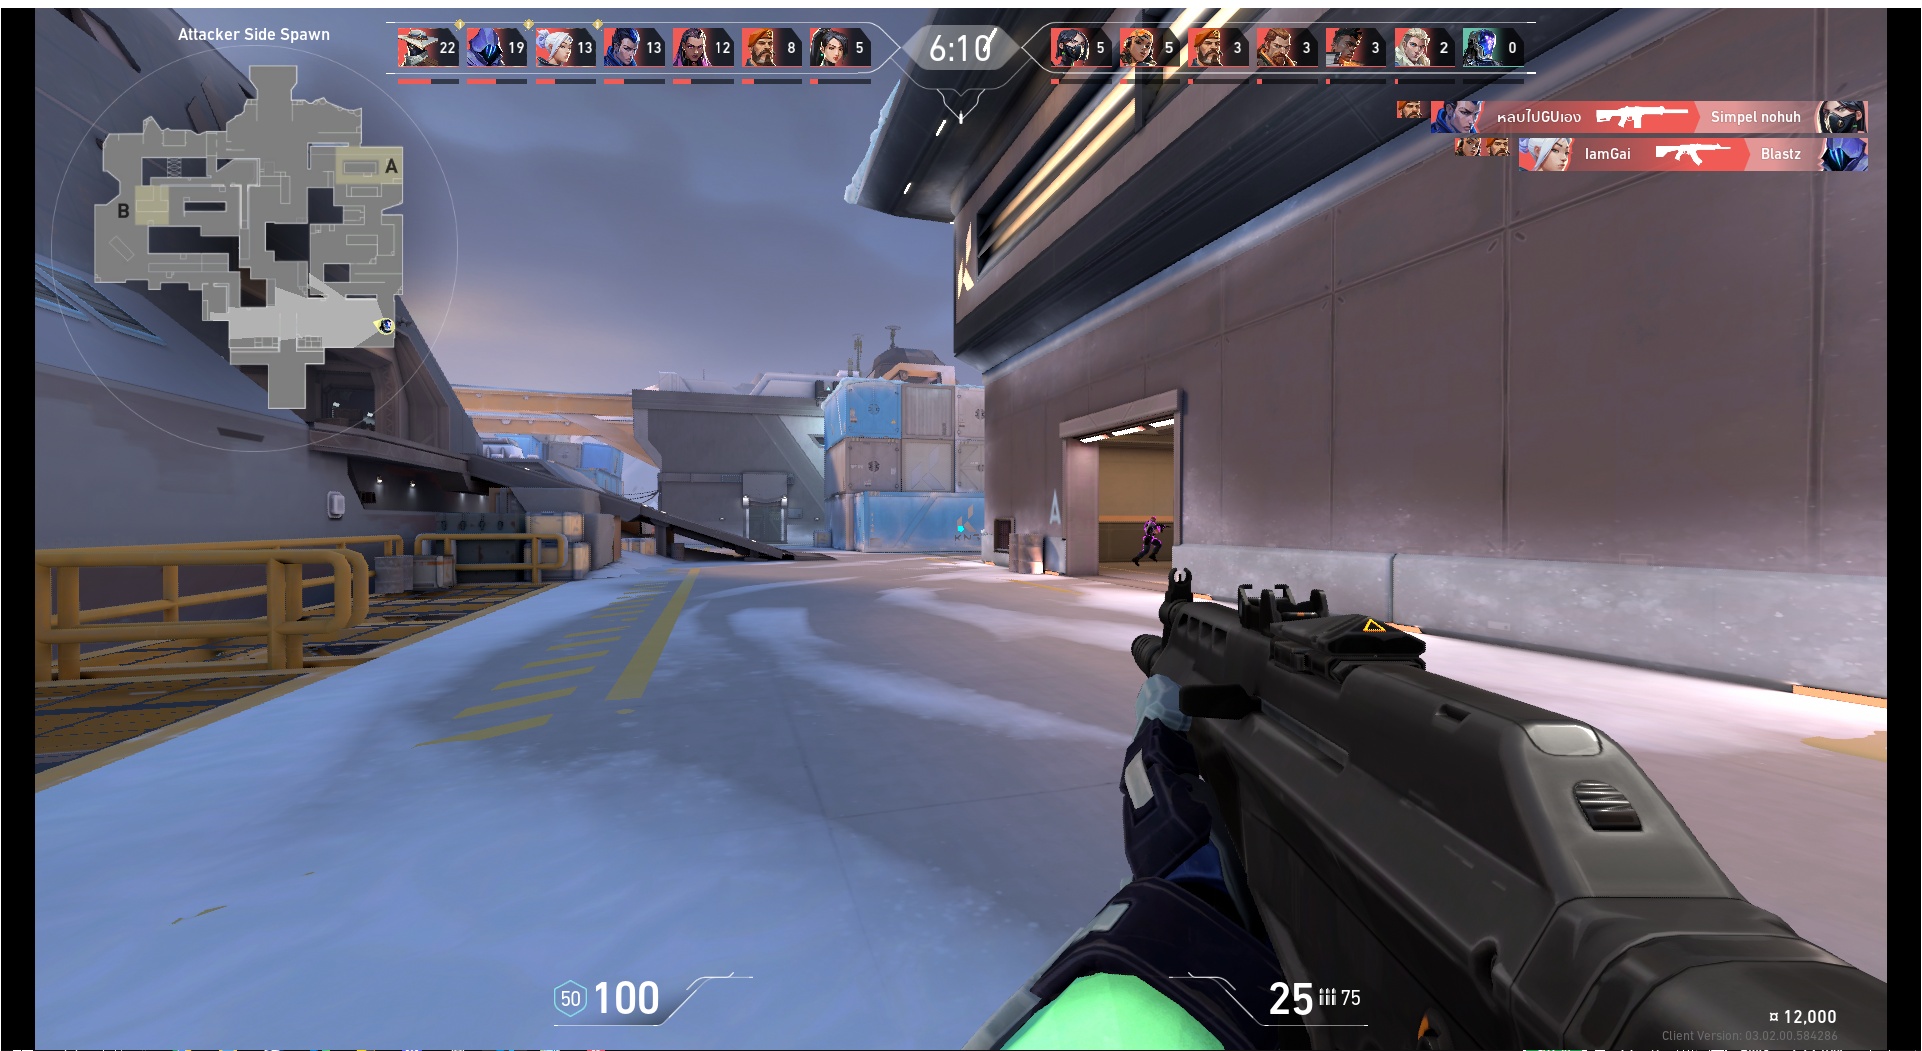 Attacker Side Spawn
22 19 13 13 12 8 5
6:10
5 5 3 3 3 2 0
หลบไปGUเอง Simpel nohuh
IamGai Blastz
A
B
A
KN
50 100
25 75
¤ 12,000
Client Version: 03.02.00.584286